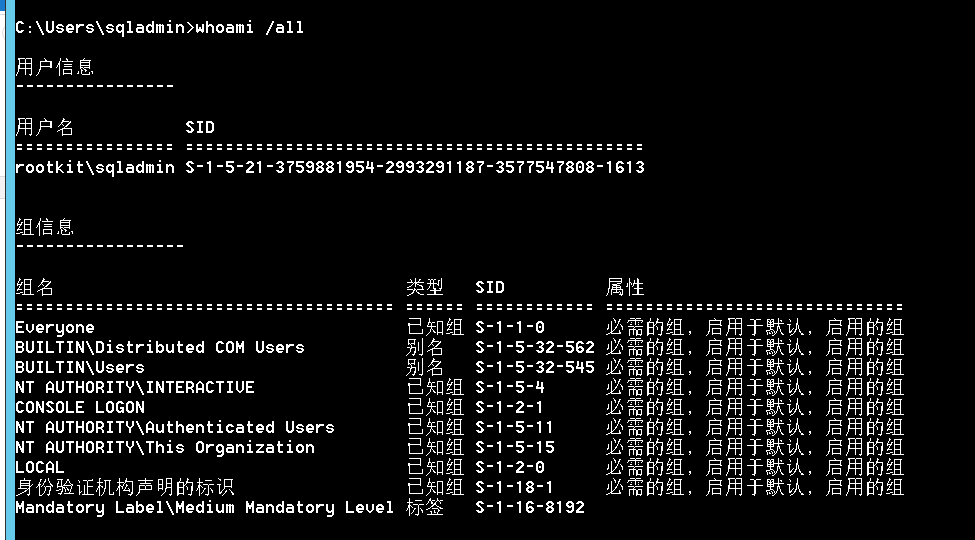 C:\Users\sqladmin>whoami /all
用户信息
----------------
用户名 SID
================ ==============================================
rootkit\sqladmin S-1-5-21-3759881954-2993291187-3577547808-1613
组信息
-----------------
组名 类型 SID 属性
====================================== ====== ============ ==============================
Everyone 已知组 S-1-1-0 必需的组, 启用于默认, 启用的组
BUILTIN\Distributed COM Users 别名 S-1-5-32-562 必需的组, 启用于默认, 启用的组
BUILTIN\Users 别名 S-1-5-32-545 必需的组, 启用于默认, 启用的组
NT AUTHORITY\INTERACTIVE 已知组 S-1-5-4 必需的组, 启用于默认, 启用的组
CONSOLE LOGON 已知组 S-1-2-1 必需的组, 启用于默认, 启用的组
NT AUTHORITY\Authenticated Users 已知组 S-1-5-11 必需的组, 启用于默认, 启用的组
NT AUTHORITY\This Organization 已知组 S-1-5-15 必需的组, 启用于默认, 启用的组
LOCAL 已知组 S-1-2-0 必需的组, 启用于默认, 启用的组
身份验证机构声明的标识 已知组 S-1-18-1 必需的组, 启用于默认, 启用的组
Mandatory Label\Medium Mandatory Level 标签 S-1-16-8192